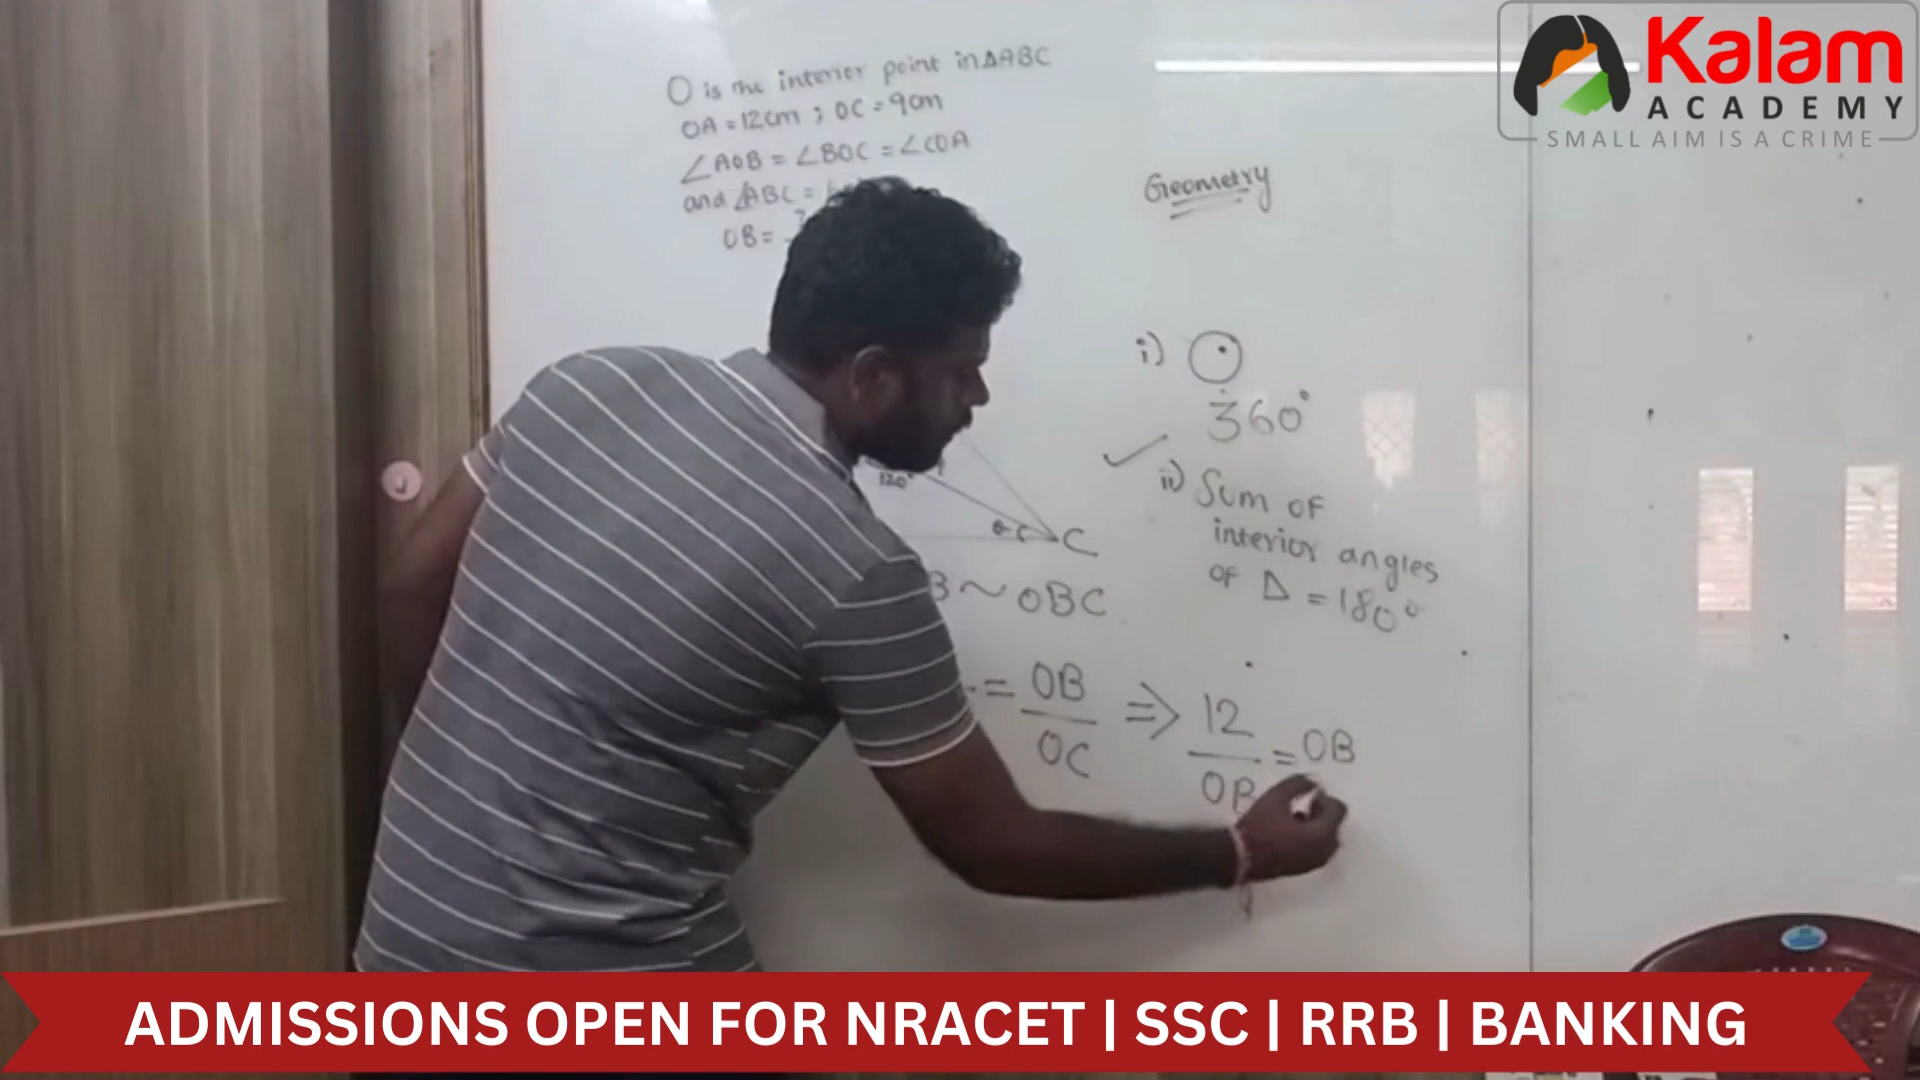 O is the interior point in ΔABC
OA = 12cm ; OC = 9cm
∠AOB = ∠BOC = ∠COA
and ∠ABC =
OB = ?
Geometry
i)
360°
ii) Sum of
interior angles
of Δ = 180°
120°
θ
C
B ~ OBC
= OB / OC ⇒ 12 / OB = OB
Kalam
ACADEMY
SMALL AIM IS A CRIME
ADMISSIONS OPEN FOR NRACET | SSC | RRB | BANKING